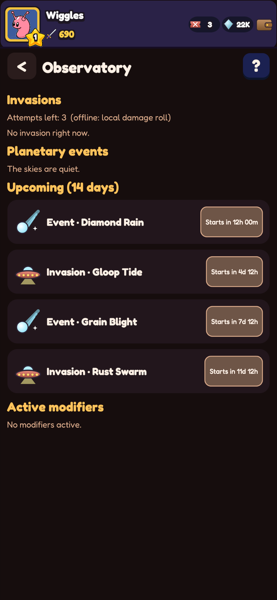 Wiggles
1
690
3
22K
<
Observatory
?
Invasions
Attempts left: 3 (offline: local damage roll)
No invasion right now.
Planetary events
The skies are quiet.
Upcoming (14 days)
Event · Diamond Rain
Starts in 12h 00m
Invasion · Gloop Tide
Starts in 4d 12h
Event · Grain Blight
Starts in 7d 12h
Invasion · Rust Swarm
Starts in 11d 12h
Active modifiers
No modifiers active.